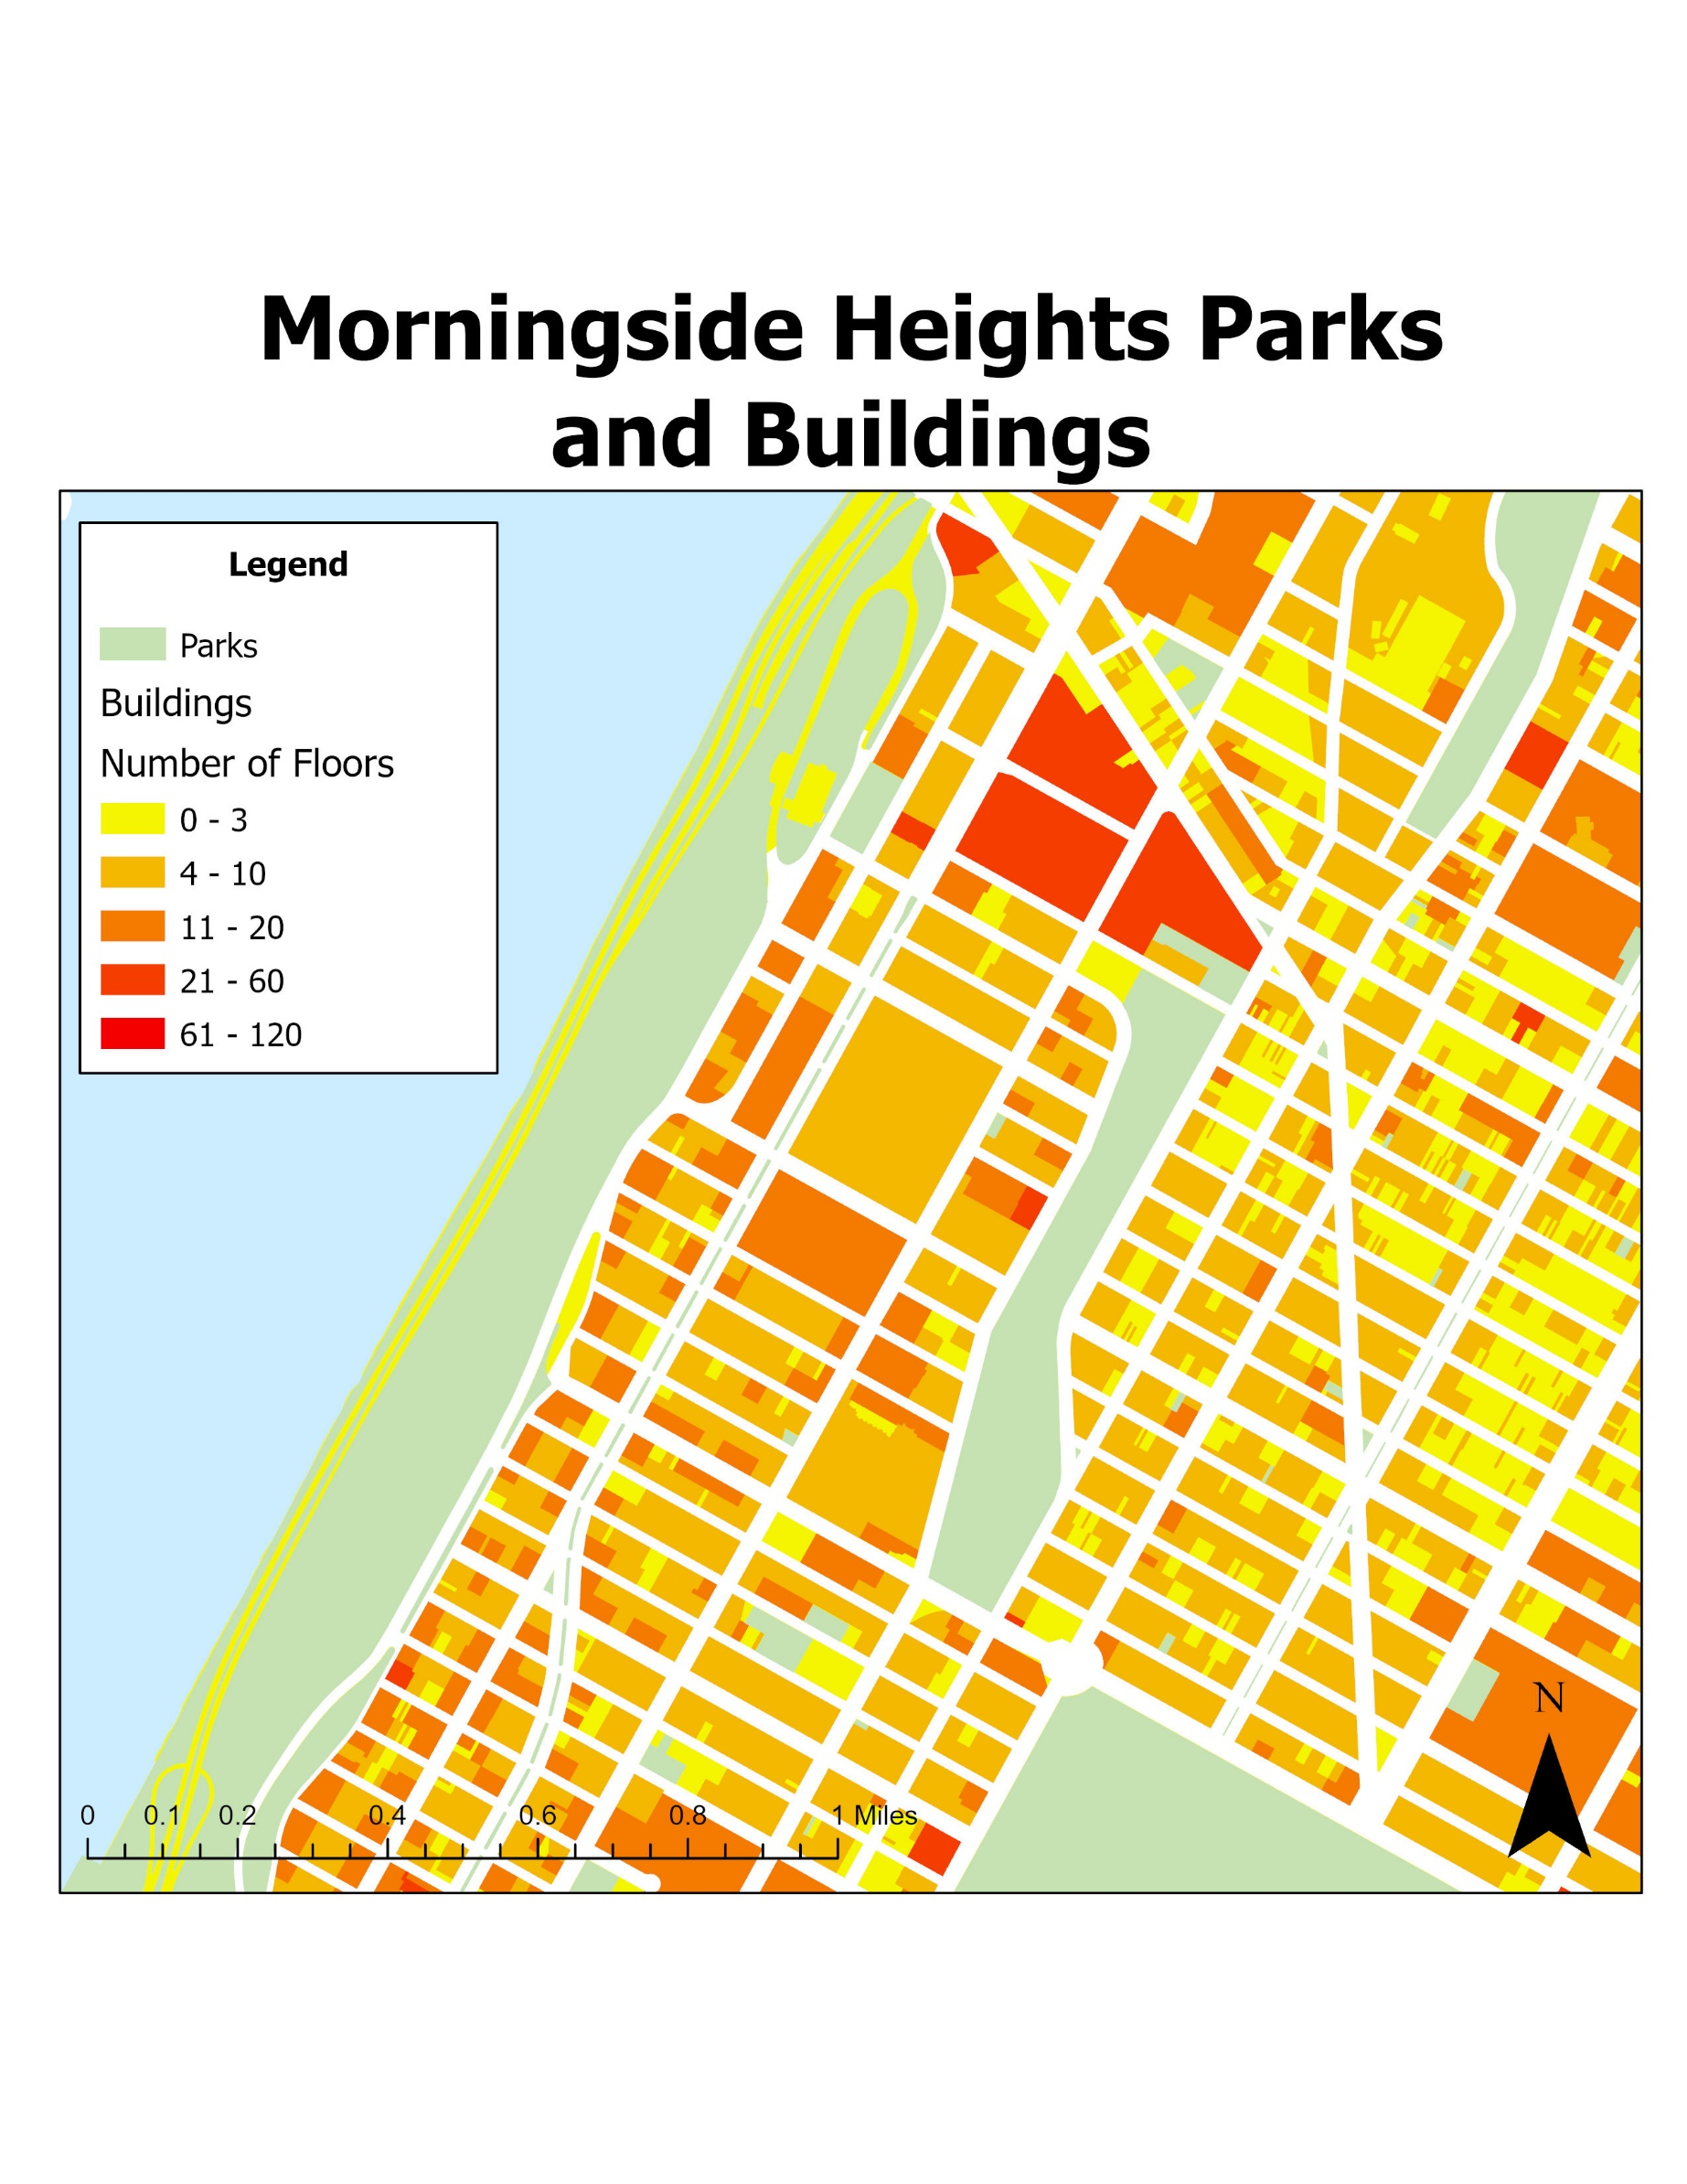 Morningside Heights Parks
and Buildings
Legend
Parks
Buildings
Number of Floors
0 - 3
4 - 10
11 - 20
21 - 60
61 - 120
N
0 0.1 0.2 0.4 0.6 0.8 1 Miles